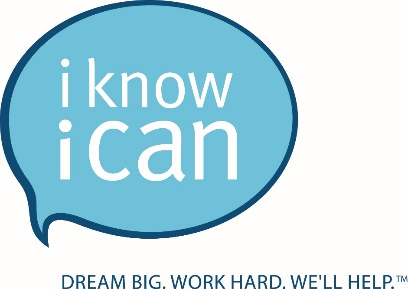 i know
i can
DREAM BIG. WORK HARD. WE'LL HELP.™